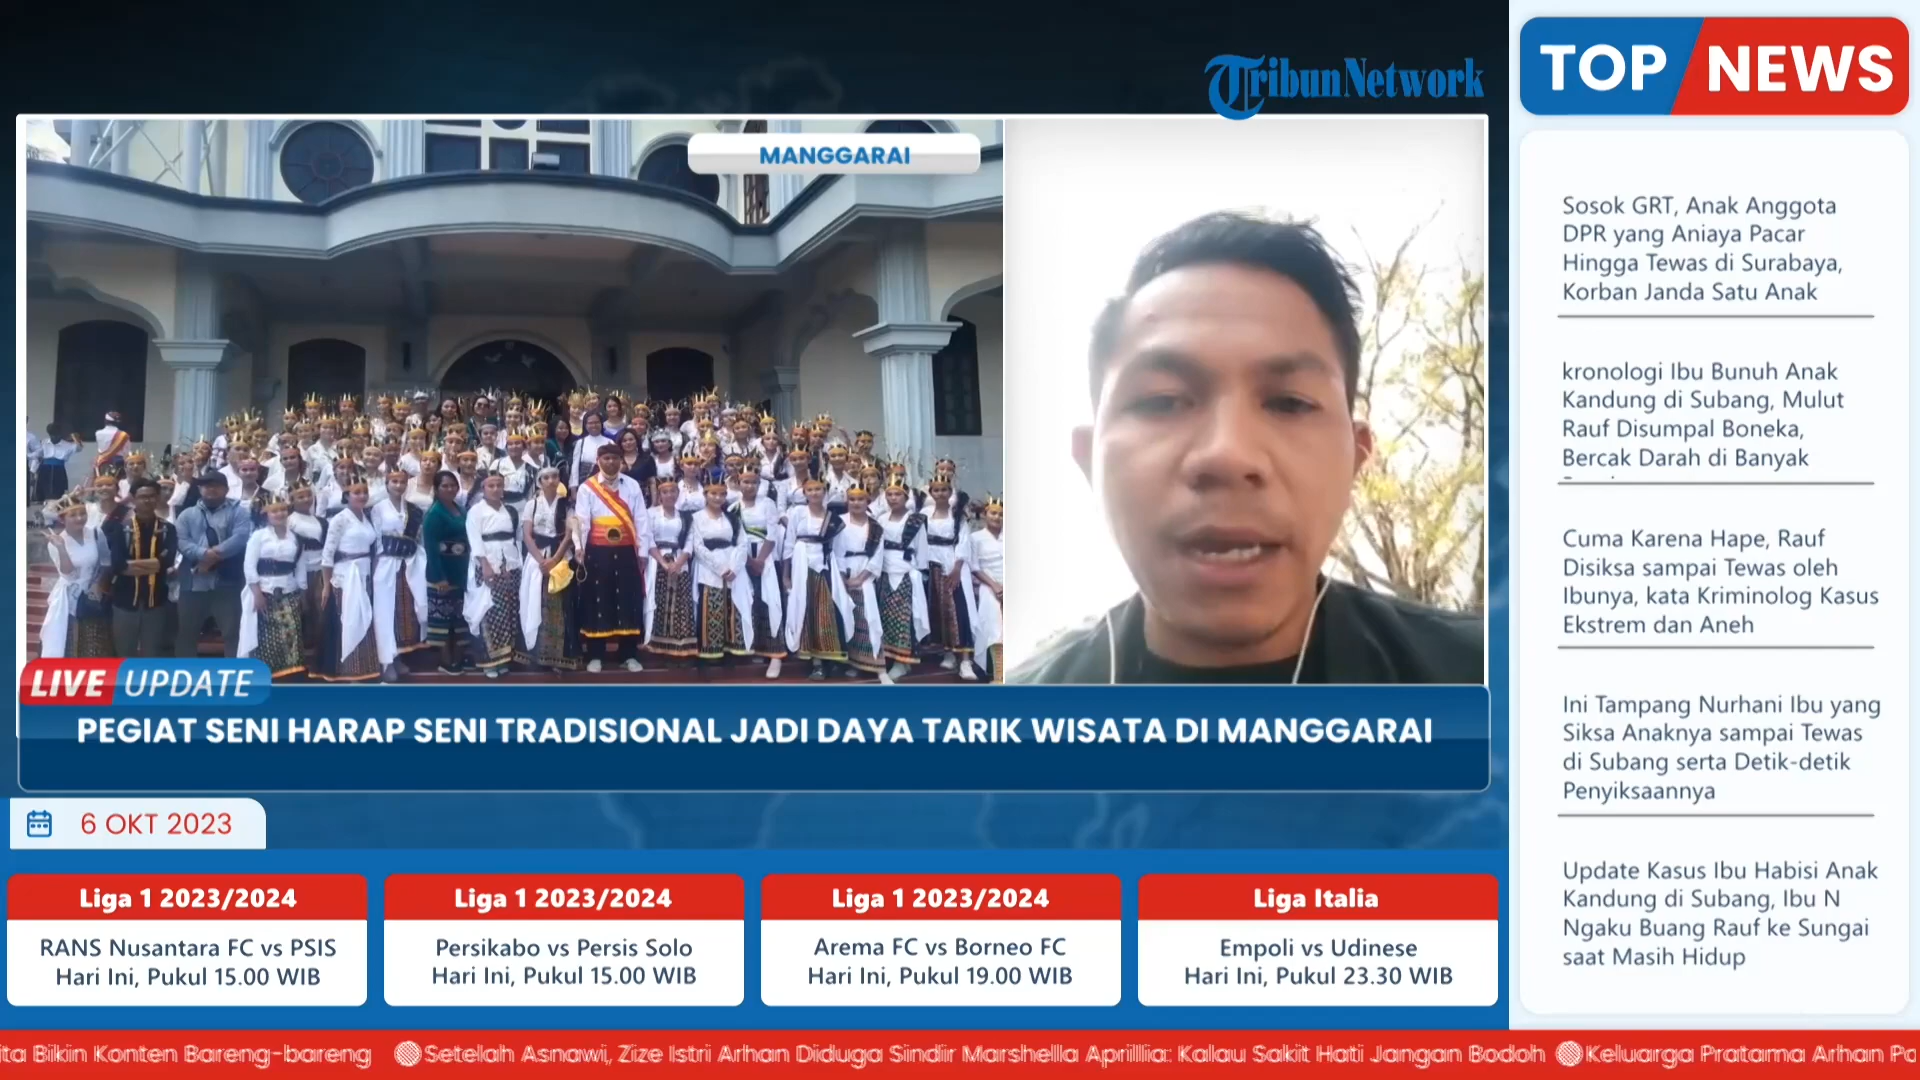 TribunNetwork
MANGGARAI
LIVE UPDATE
PEGIAT SENI HARAP SENI TRADISIONAL JADI DAYA TARIK WISATA DI MANGGARAI
6 OKT 2023
Liga 1 2023/2024
RANS Nusantara FC vs PSIS
Hari Ini, Pukul 15.00 WIB
Liga 1 2023/2024
Persikabo vs Persis Solo
Hari Ini, Pukul 15.00 WIB
Liga 1 2023/2024
Arema FC vs Borneo FC
Hari Ini, Pukul 19.00 WIB
Liga Italia
Empoli vs Udinese
Hari Ini, Pukul 23.30 WIB
TOP NEWS
Sosok GRT, Anak Anggota
DPR yang Aniaya Pacar
Hingga Tewas di Surabaya,
Korban Janda Satu Anak
kronologi Ibu Bunuh Anak
Kandung di Subang, Mulut
Rauf Disumpal Boneka,
Bercak Darah di Banyak
Cuma Karena Hape, Rauf
Disiksa sampai Tewas oleh
Ibunya, kata Kriminolog Kasus
Ekstrem dan Aneh
Ini Tampang Nurhani Ibu yang
Siksa Anaknya sampai Tewas
di Subang serta Detik-detik
Penyiksaannya
Update Kasus Ibu Habisi Anak
Kandung di Subang, Ibu N
Ngaku Buang Rauf ke Sungai
saat Masih Hidup
ita Bikin Konten Bareng-bareng Setelah Asnawi, Zize Istri Arhan Diduga Sindir Marshella Aprilllia: Kalau Sakit Hati Jangan Bodoh Keluarga Pratama Arhan